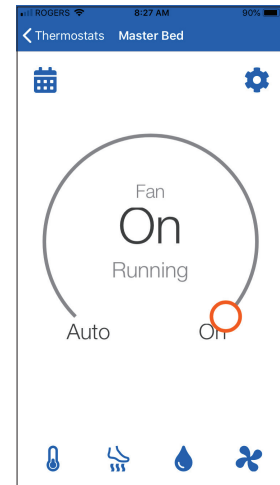 ROGERS 8:27 AM 90%
Thermostats Master Bed
Fan
On
Running
Auto On